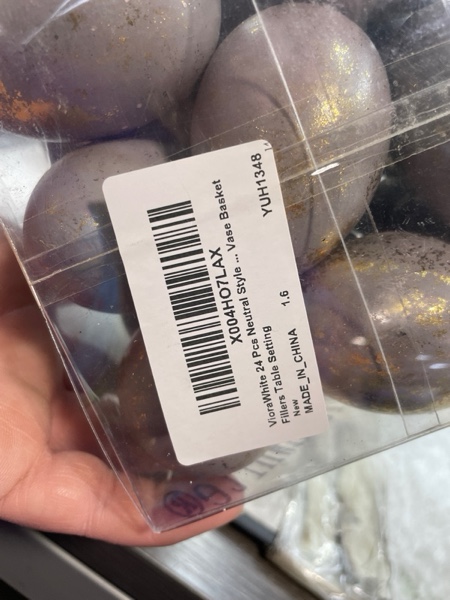 X004HO7LAX
VioraWhite 24 Pcs Neutral Style ... Vase Basket
Fillers Table Setting
New
MADE_IN_CHINA
1.6
YUH1348